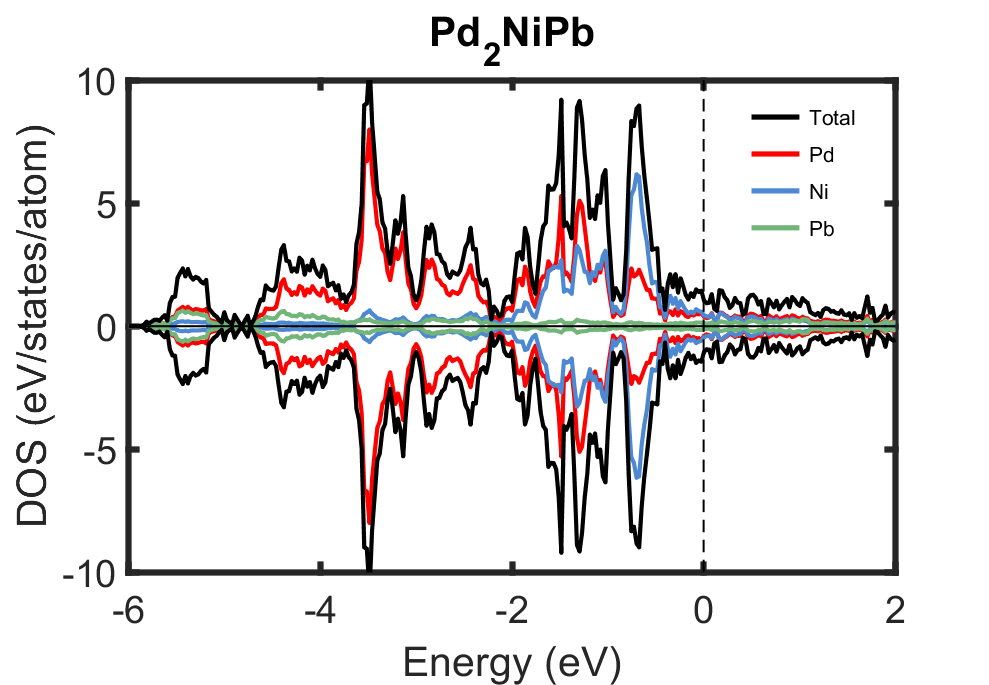 Pd₂NiPb
10
5
0
-5
-10
DOS (eV/states/atom)
Total
Pd
Ni
Pb
-6 -4 -2 0 2
Energy (eV)